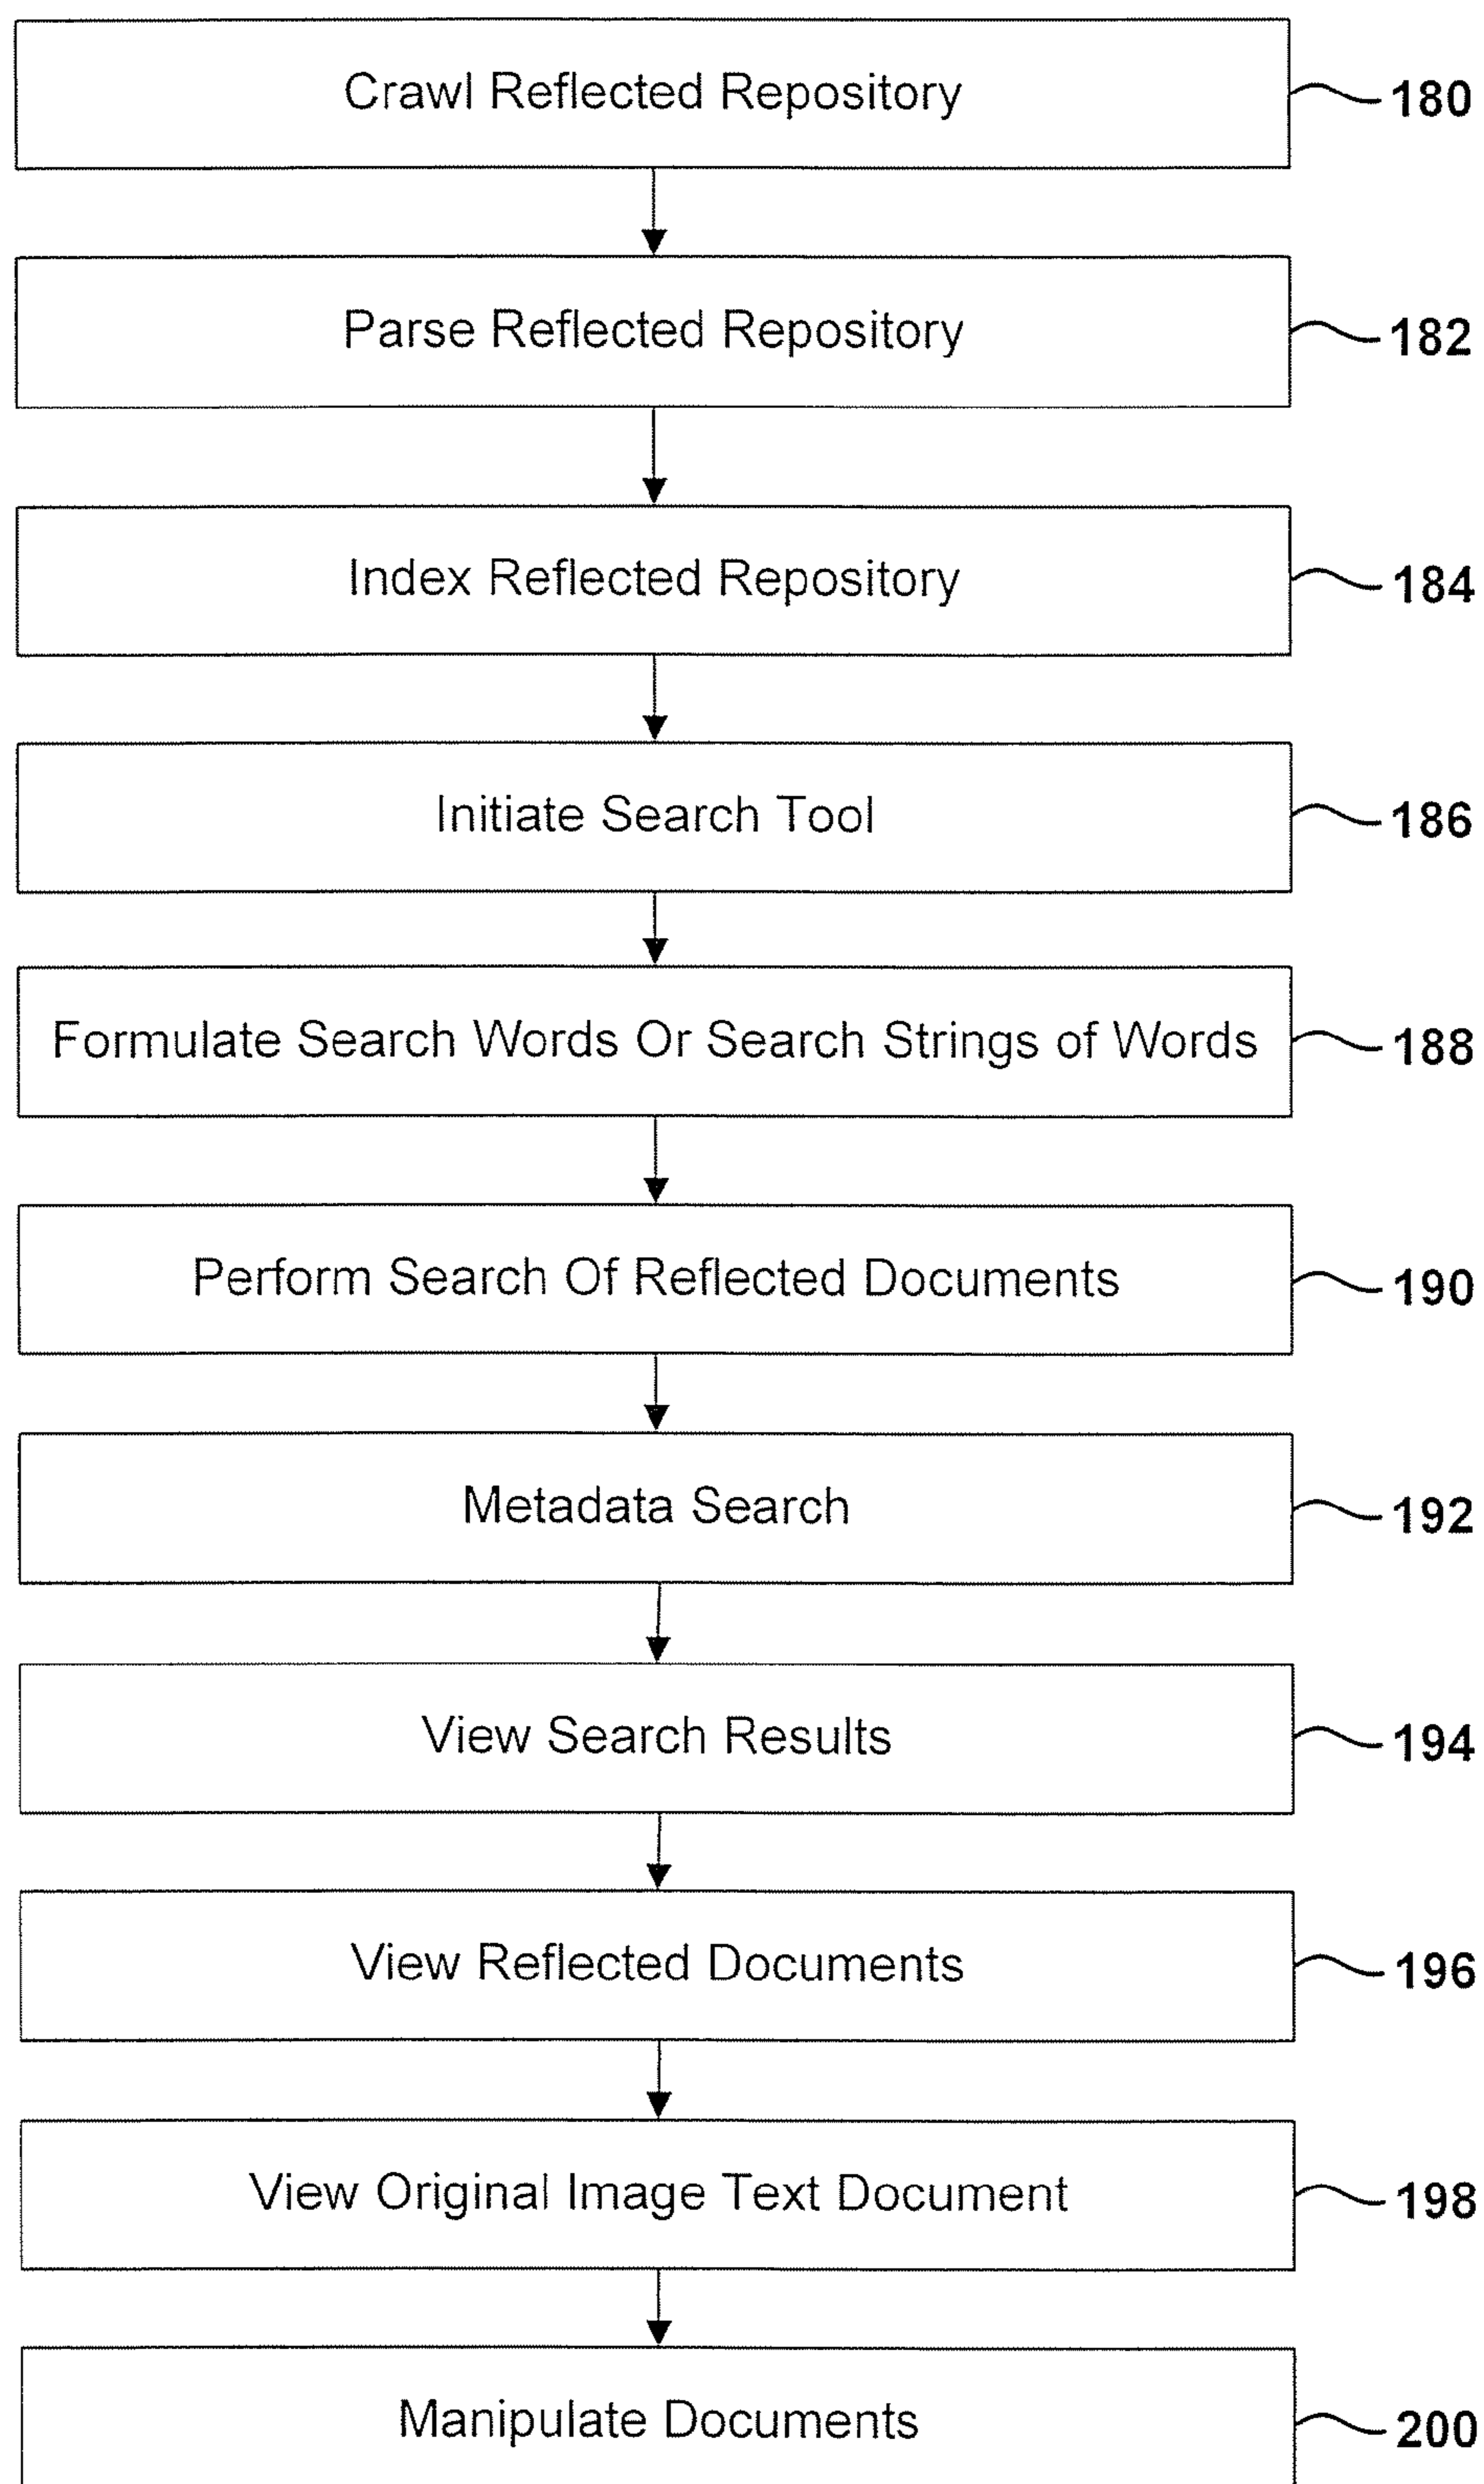 Crawl Reflected Repository 180
Parse Reflected Repository 182
Index Reflected Repository 184
Initiate Search Tool 186
Formulate Search Words Or Search Strings of Words 188
Perform Search Of Reflected Documents 190
Metadata Search 192
View Search Results 194
View Reflected Documents 196
View Original Image Text Document 198
Manipulate Documents 200